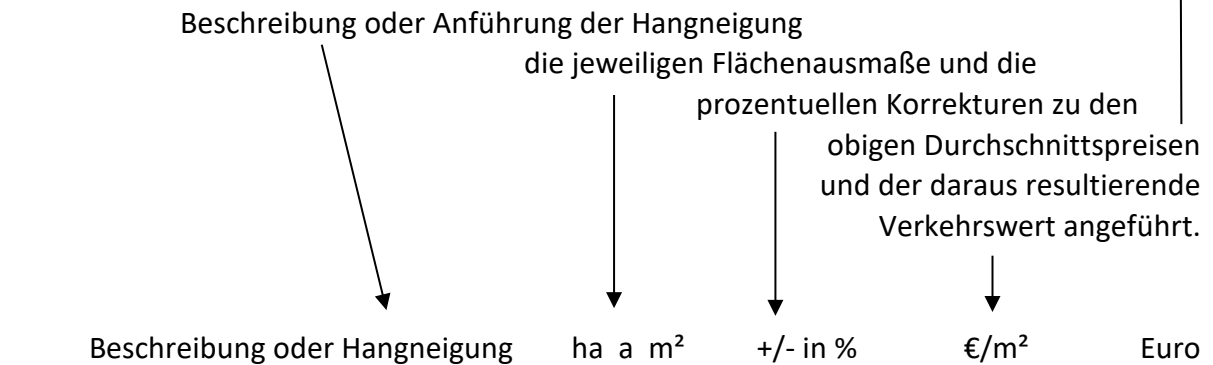 Beschreibung oder Anführung der Hangneigung
die jeweiligen Flächenausmaße und die
prozentuellen Korrekturen zu den
obigen Durchschnittspreisen
und der daraus resultierende
Verkehrswert angeführt.
Beschreibung oder Hangneigung ha a m² +/- in % €/m² Euro